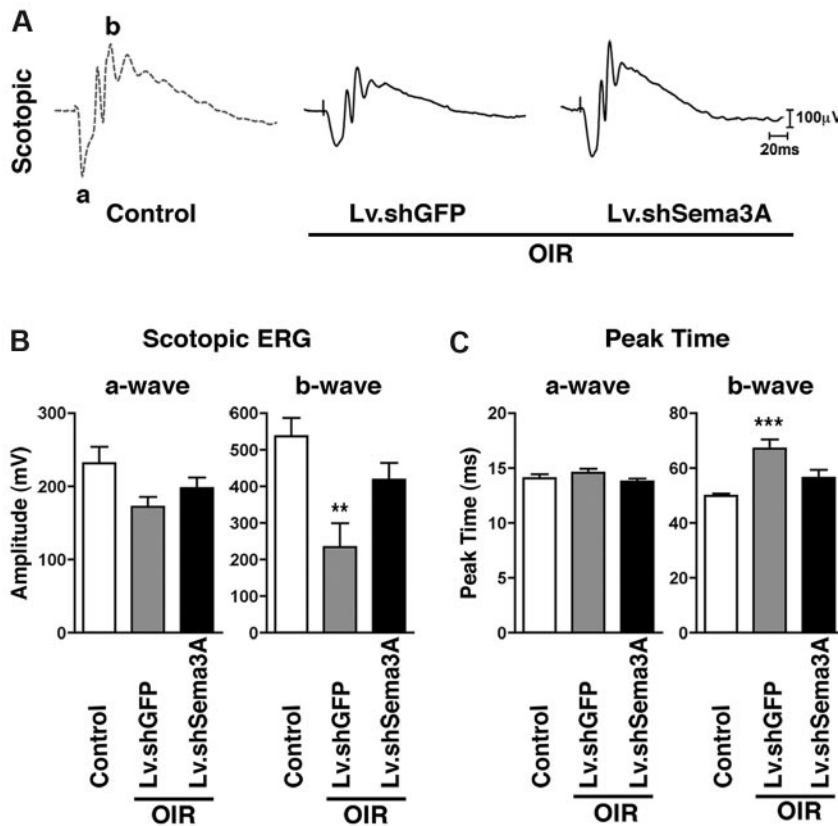 A
Scotopic
b
a
100μV
20ms
Control
Lv.shGFP
Lv.shSema3A
OIR
B
Scotopic ERG
a-wave
b-wave
Amplitude (mV)
300
200
100
0
600
500
400
300
200
100
0
**
Control
Lv.shGFP
Lv.shSema3A
OIR
Control
Lv.shGFP
Lv.shSema3A
OIR
C
Peak Time
a-wave
b-wave
Peak Time (ms)
20
15
10
5
0
80
60
40
20
0
***
Control
Lv.shGFP
Lv.shSema3A
OIR
Control
Lv.shGFP
Lv.shSema3A
OIR